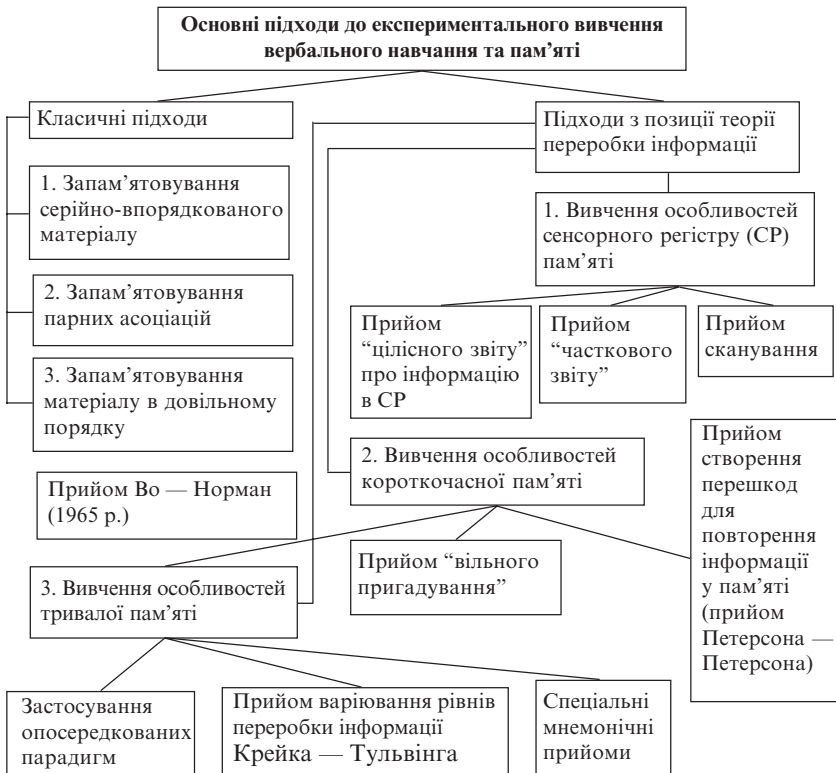 Основні підходи до експериментального вивчення
вербального навчання та пам’яті
Класичні підходи
Підходи з позиції теорії
переробки інформації
1. Запам’ятовування
серійно-впорядкованого
матеріалу
1. Вивчення особливостей
сенсорного регістру (СР)
пам’яті
2. Запам’ятовування
парних асоціацій
Прийом
“цілісного звіту”
про інформацію
в СР
Прийом
“часткового
звіту”
Прийом
сканування
3. Запам’ятовування
матеріалу в довільному
порядку
2. Вивчення особливостей
короткочасної пам’яті
Прийом
створення
перешкод
для
повторення
інформації
у пам’яті
(прийом
Петерсона —
Петерсона)
Прийом Во — Норман
(1965 р.)
Прийом “вільного
пригадування”
3. Вивчення особливостей
тривалої пам’яті
Застосування
опосередкованих
парадигм
Прийом варіювання рівнів
переробки інформації
Крейка — Тульвінга
Спеціальні
мнемонічні
прийоми